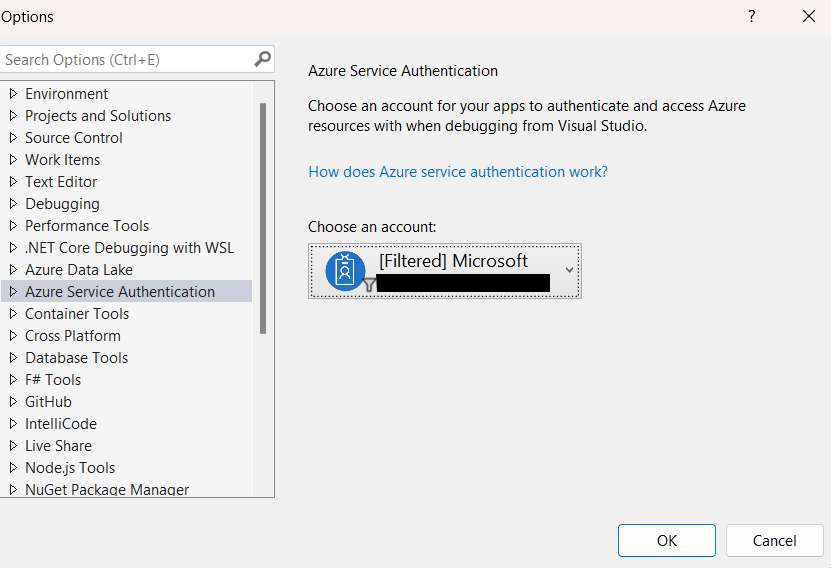 Options
?
Search Options (Ctrl+E)
Environment
Projects and Solutions
Source Control
Work Items
Text Editor
Debugging
Performance Tools
.NET Core Debugging with WSL
Azure Data Lake
Azure Service Authentication
Container Tools
Cross Platform
Database Tools
F# Tools
GitHub
IntelliCode
Live Share
Node.js Tools
NuGet Package Manager
Azure Service Authentication
Choose an account for your apps to authenticate and access Azure
resources with when debugging from Visual Studio.
How does Azure service authentication work?
Choose an account:
[Filtered] Microsoft
OK
Cancel